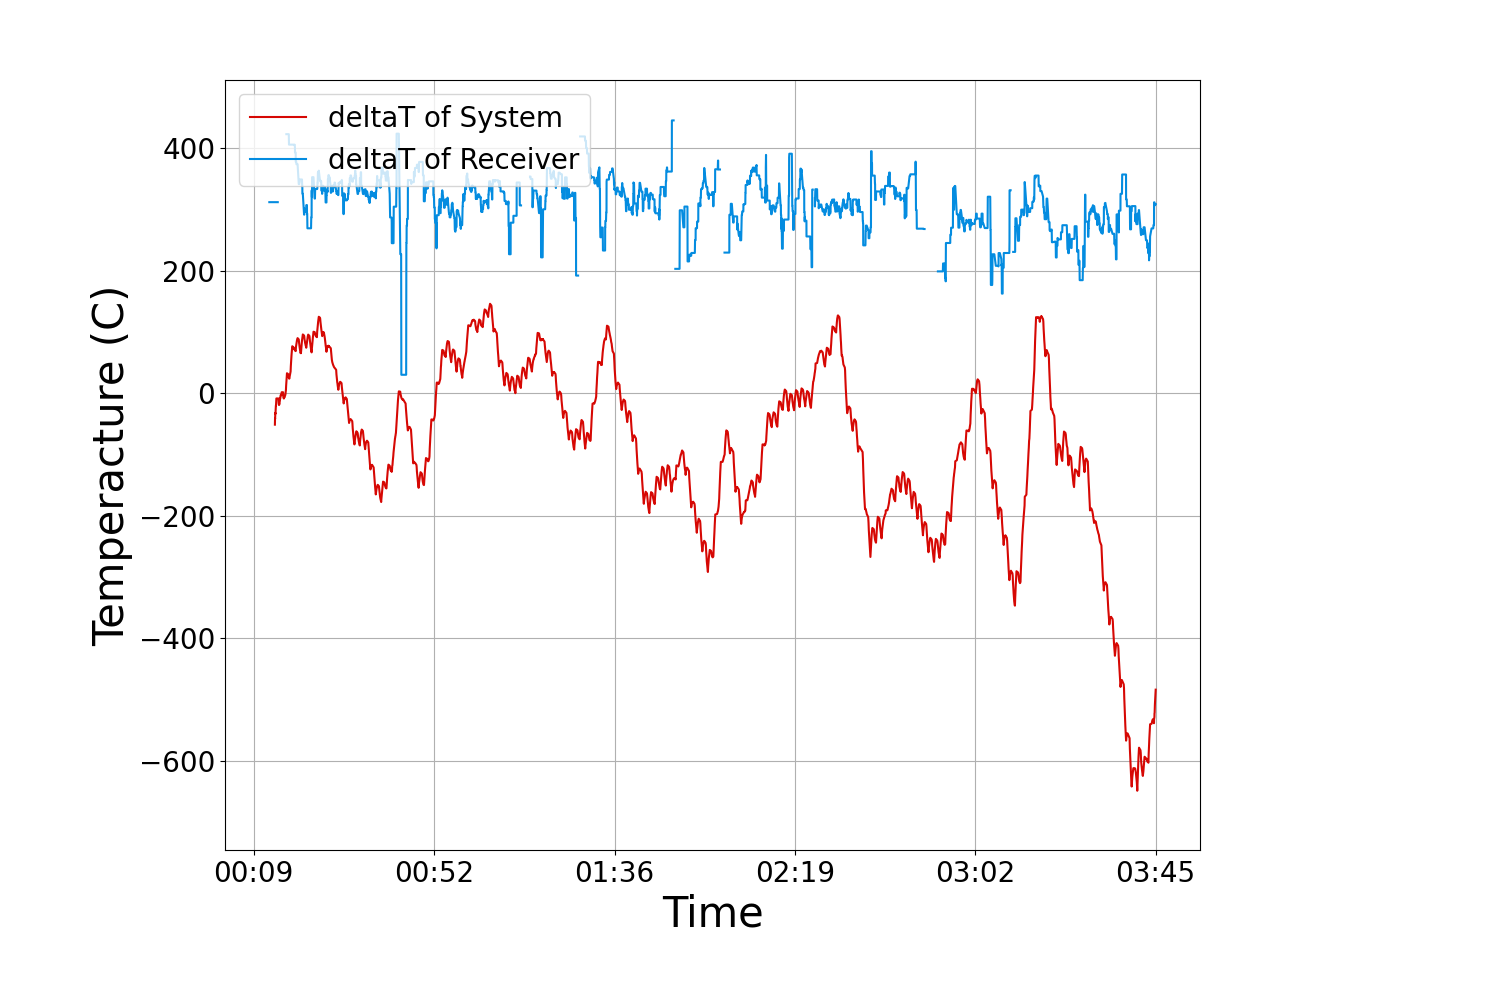 deltaT of System
deltaT of Receiver
400
200
0
−200
−400
−600
Temperacture (C)
00:09 00:52 01:36 02:19 03:02 03:45
Time